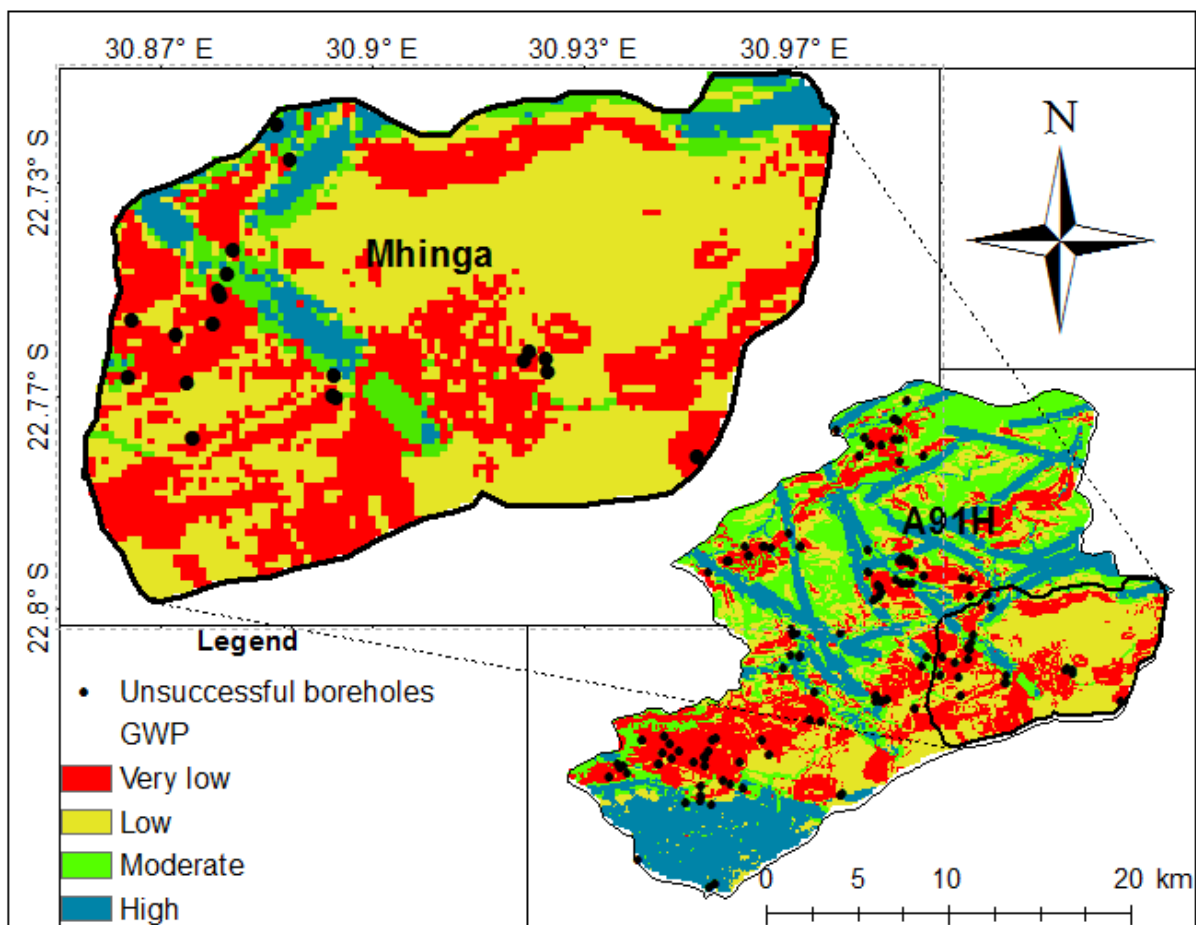 30.87° E 30.9° E 30.93° E 30.97° E
N
22.73° S
Mhinga
22.77° S
A91H
22.8° S
Legend
Unsuccessful boreholes
GWP
Very low
Low
Moderate
High
0 5 10 20 km